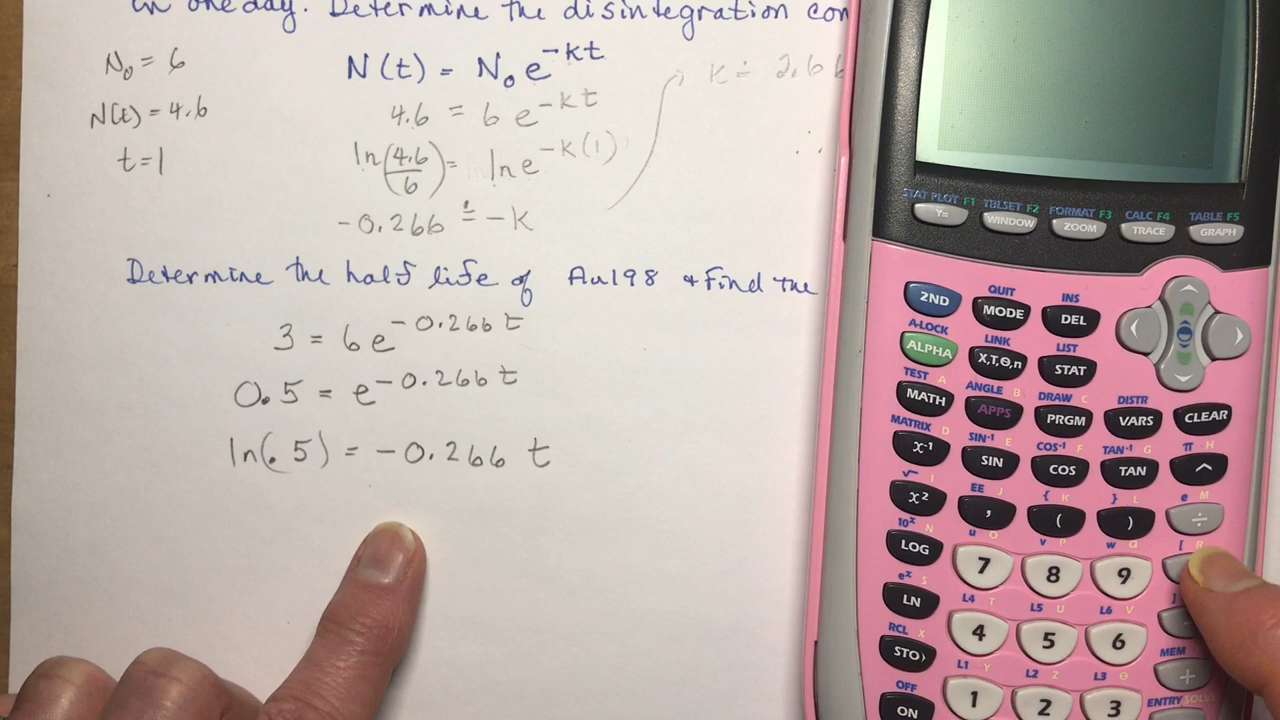 in one day. Determine the disintegration con
N₀ = 6
N(t) = 4.6
t=1
N(t) = N₀e^-kt
4.6 = 6e^-kt
ln(4.6/6) = ln e^-k(1)
-0.266 ≐ -k
k ≐ 2.66
Determine the half life of Au198 & find the
3 = 6e^-0.266t
0.5 = e^-0.266t
ln(.5) = -0.266t
STAT PLOT F1 TBLSET F2 FORMAT F3 CALC F4 TABLE F5
Y= WINDOW ZOOM TRACE GRAPH
QUIT INS
2ND MODE DEL
A-LOCK LINK LIST
ALPHA X,T,Θ,n STAT
TEST A ANGLE B DRAW C DISTR
MATH APPS PRGM VARS CLEAR
MATRIX D SIN⁻¹ E COS⁻¹ F TAN⁻¹ G π H
X⁻¹ SIN COS TAN ^
√ I EE J { K } L e M
X² , ( ) ÷
10ˣ N u O v P w Q [ R
LOG 7 8 9
eˣ S L4 T L5 U L6 V ]
LN 4 5 6 −
RCL X L1 Y L2 Z L3 Θ MEM
STO› 1 2 3 +
OFF ENTRY SOLVE
ON